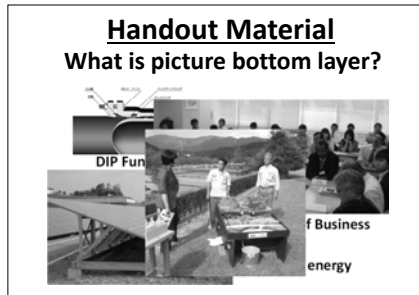 Handout Material
What is picture bottom layer?
DIP Fun
f Business
energy